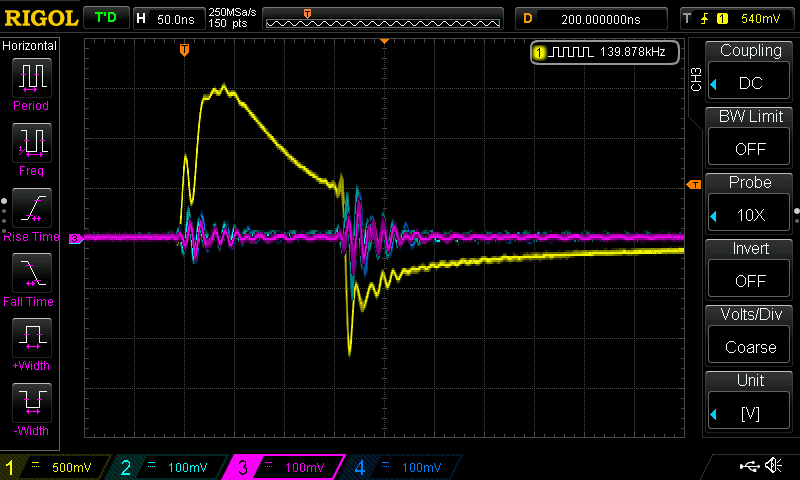 RIGOL T'D H 50.0ns 250MSa/s
150 pts
T D 200.000000ns T 1 540mV
Horizontal
T
1 139.878kHz
Coupling
DC
CH3
Period
BW Limit
OFF
Freq
Probe
10X
T
Rise Time
3
Invert
OFF
Fall Time
Volts/Div
Coarse
+Width
Unit
[V]
-Width
1 500mV 2 100mV 3 100mV 4 100mV